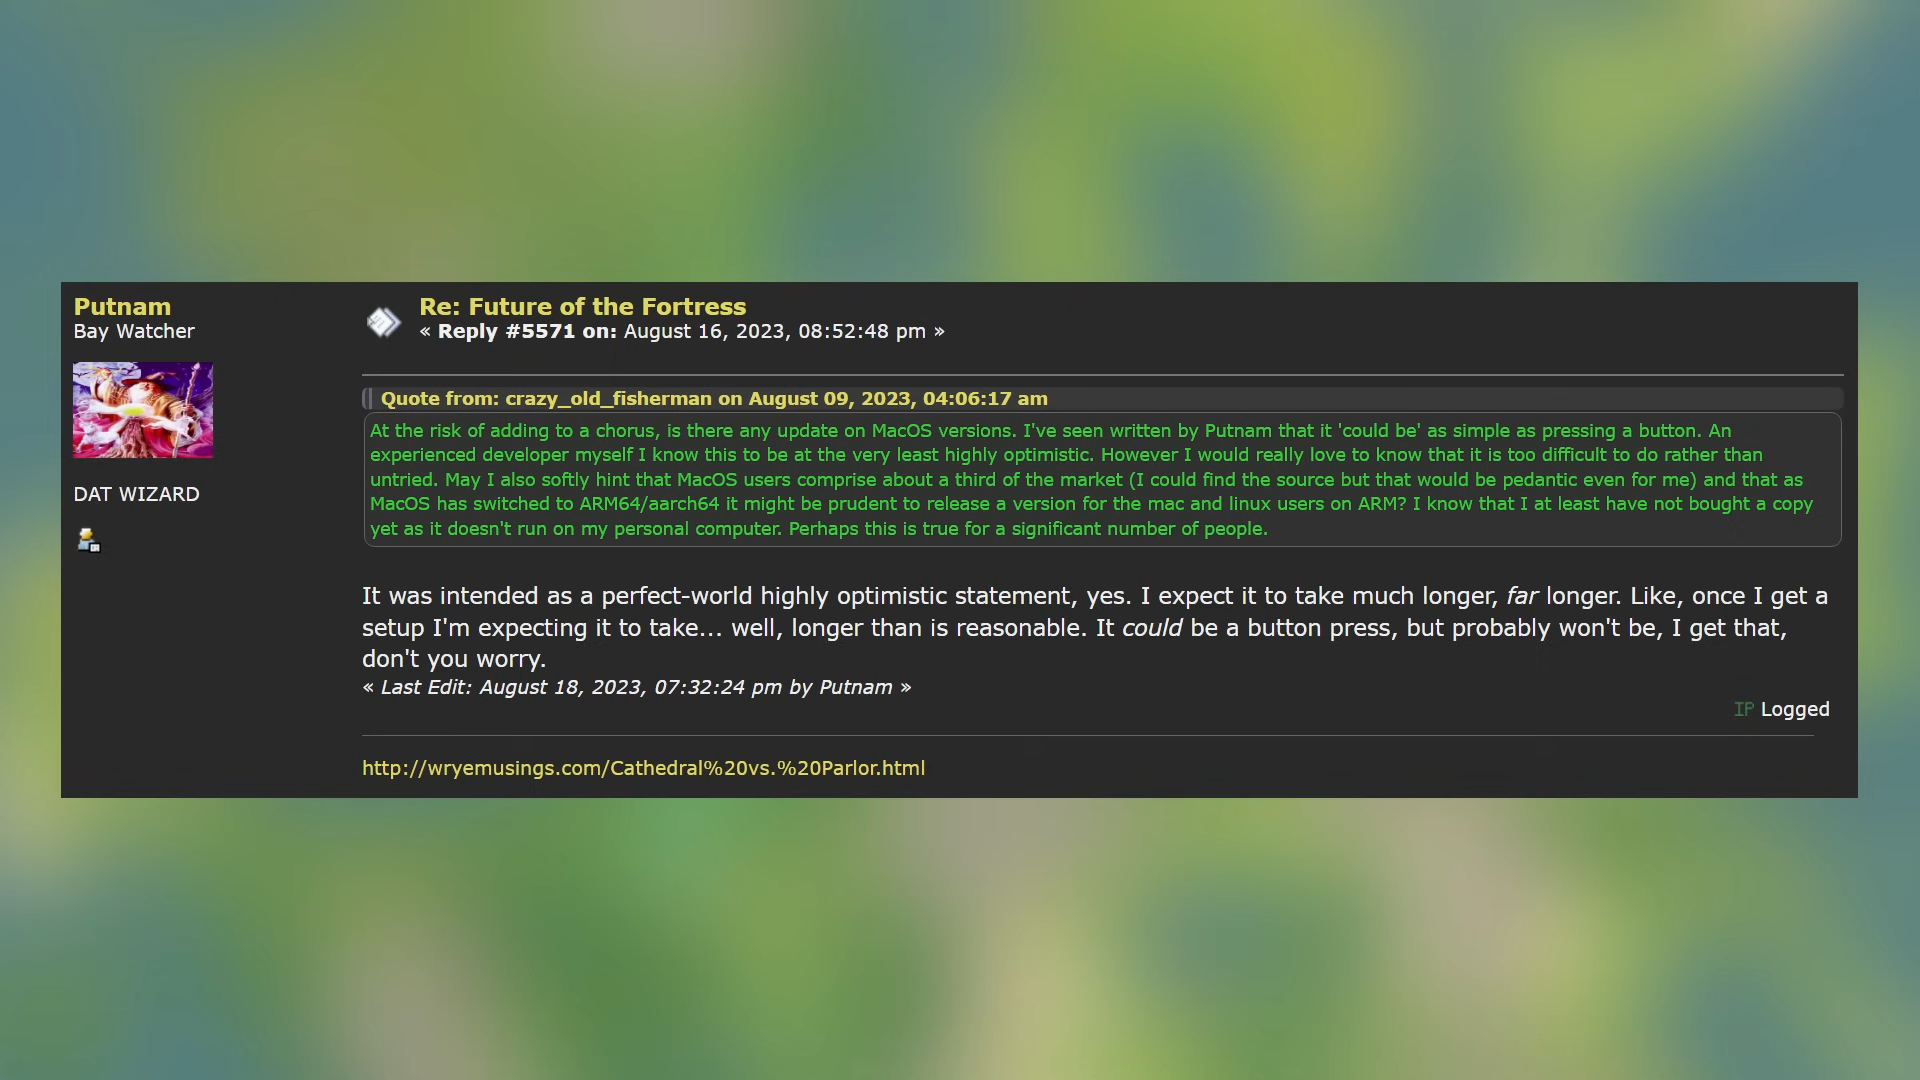 Putnam
Bay Watcher
DAT WIZARD
Re: Future of the Fortress
« Reply #5571 on: August 16, 2023, 08:52:48 pm »
Quote from: crazy_old_fisherman on August 09, 2023, 04:06:17 am
At the risk of adding to a chorus, is there any update on MacOS versions. I've seen written by Putnam that it 'could be' as simple as pressing a button. An
experienced developer myself I know this to be at the very least highly optimistic. However I would really love to know that it is too difficult to do rather than
untried. May I also softly hint that MacOS users comprise about a third of the market (I could find the source but that would be pedantic even for me) and that as
MacOS has switched to ARM64/aarch64 it might be prudent to release a version for the mac and linux users on ARM? I know that I at least have not bought a copy
yet as it doesn't run on my personal computer. Perhaps this is true for a significant number of people.
It was intended as a perfect-world highly optimistic statement, yes. I expect it to take much longer, far longer. Like, once I get a
setup I'm expecting it to take... well, longer than is reasonable. It could be a button press, but probably won't be, I get that,
don't you worry.
« Last Edit: August 18, 2023, 07:32:24 pm by Putnam »
IP Logged
http://wryemusings.com/Cathedral%20vs.%20Parlor.html